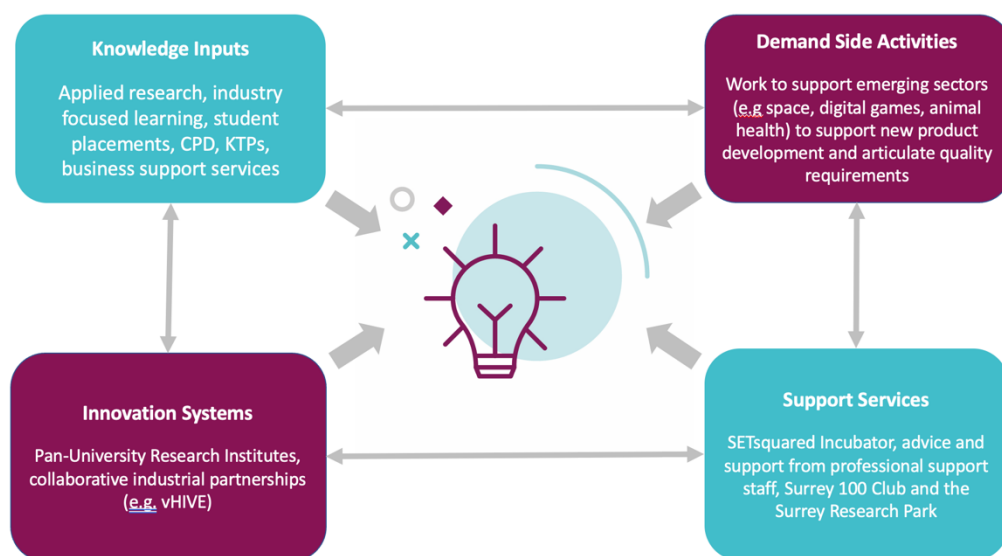 Knowledge Inputs
Applied research, industry
focused learning, student
placements, CPD, KTPs,
business support services
Demand Side Activities
Work to support emerging sectors
(e.g space, digital games, animal
health) to support new product
development and articulate quality
requirements
Innovation Systems
Pan-University Research Institutes,
collaborative industrial partnerships
(e.g. vHIVE)
Support Services
SETsquared Incubator, advice and
support from professional support
staff, Surrey 100 Club and the
Surrey Research Park